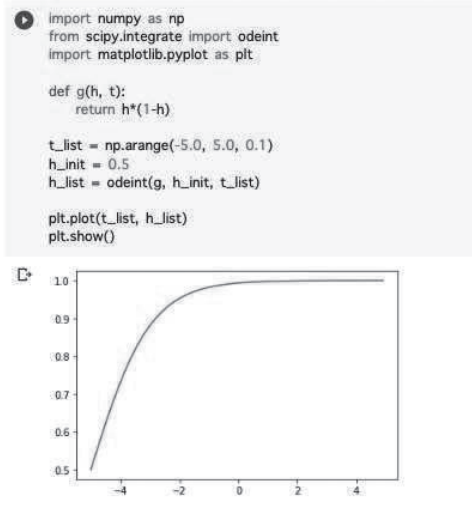 import numpy as np
from scipy.integrate import odeint
import matplotlib.pyplot as plt
def g(h, t):
    return h*(1-h)
t_list = np.arange(-5.0, 5.0, 0.1)
h_init = 0.5
h_list = odeint(g, h_init, t_list)
plt.plot(t_list, h_list)
plt.show()
1.0
0.9
0.8
0.7
0.6
0.5
-4 -2 0 2 4